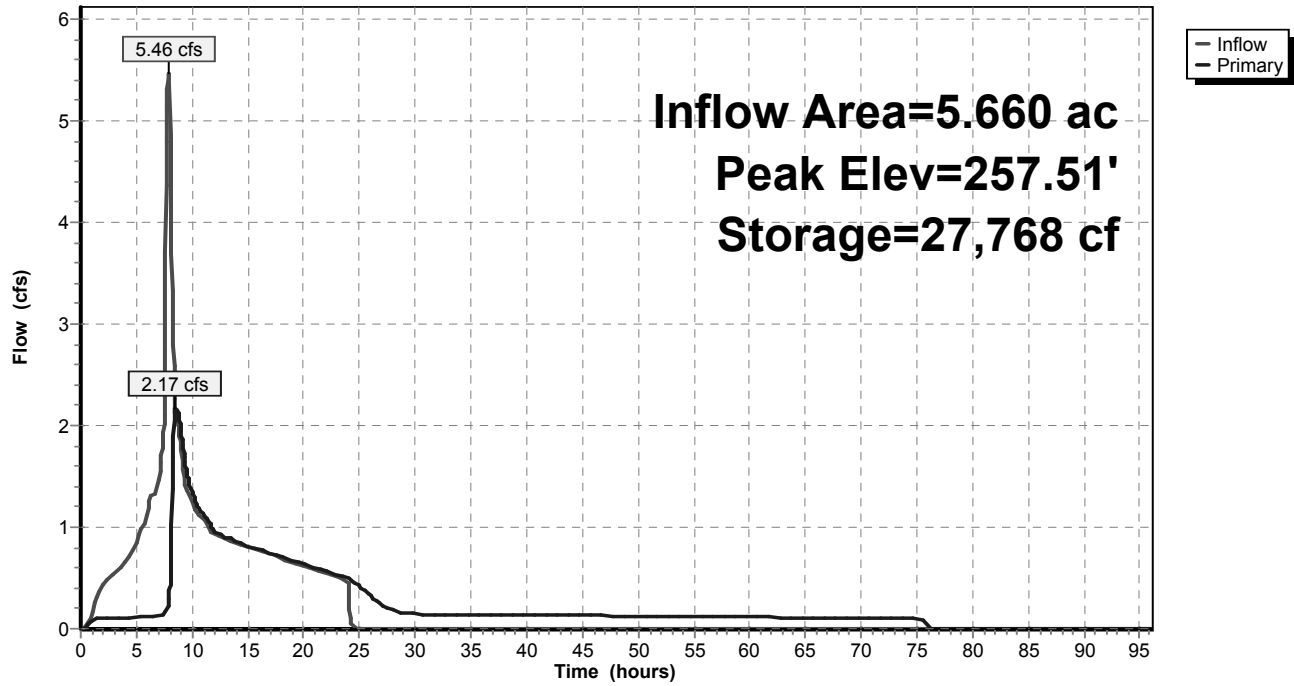 6
5
4
3
2
1
0
Flow (cfs)
5.46 cfs
2.17 cfs
Inflow Area=5.660 ac
Peak Elev=257.51'
Storage=27,768 cf
Inflow
Primary
0 5 10 15 20 25 30 35 40 45 50 55 60 65 70 75 80 85 90 95
Time (hours)